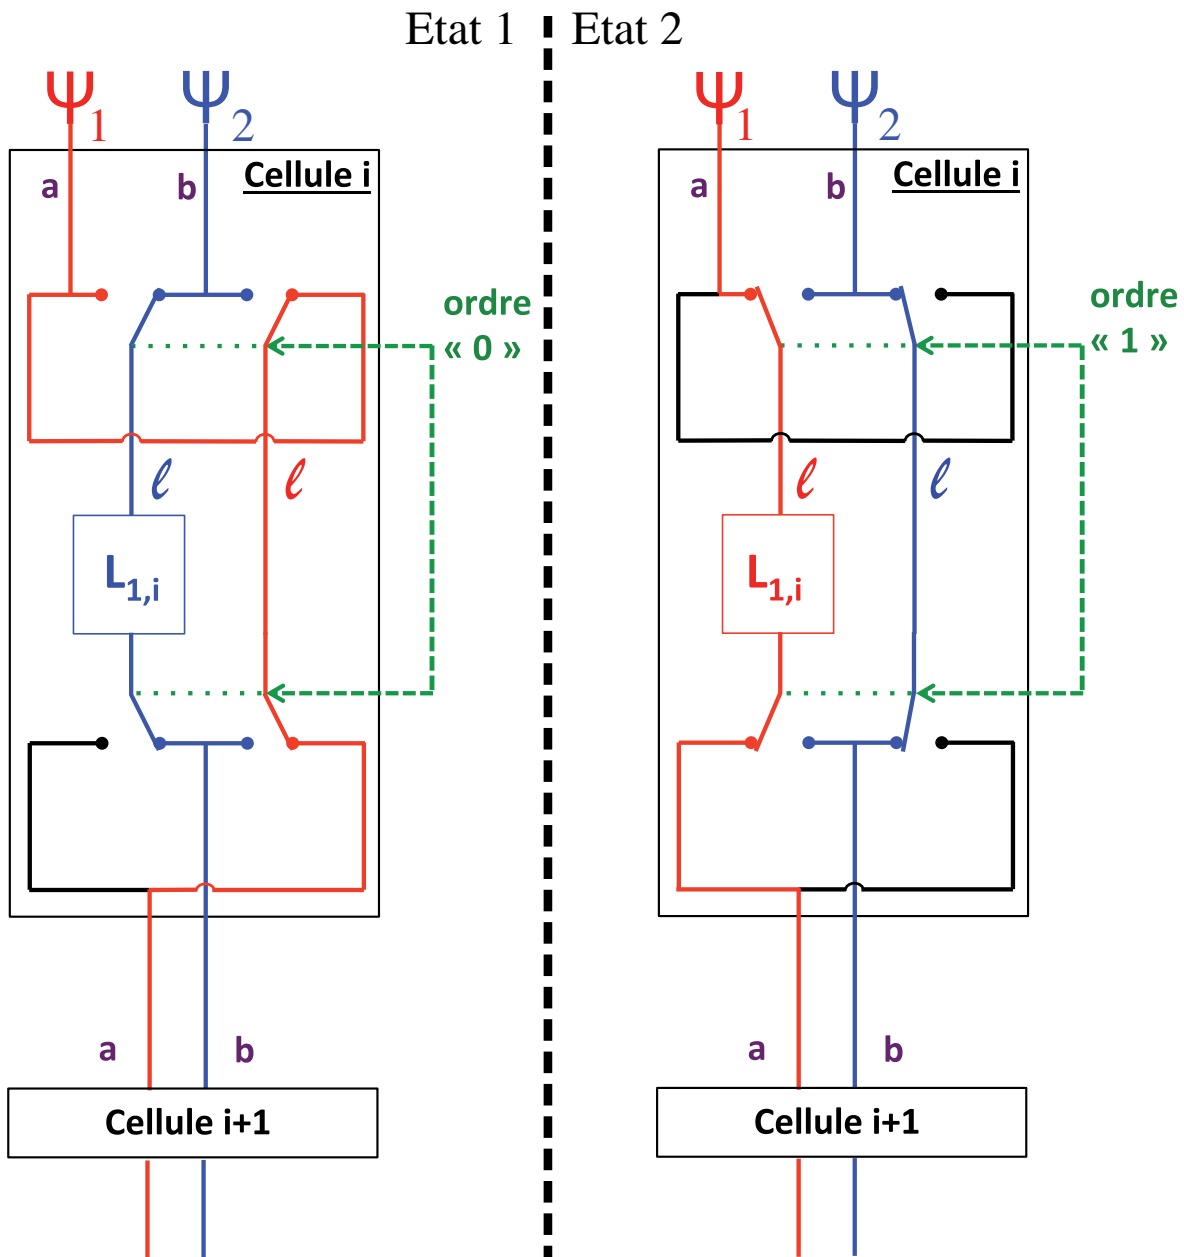 Etat 1
Etat 2
Ψ1
Ψ2
Cellule i
a
b
ordre
« 0 »
ℓ
ℓ
L1,i
a
b
Cellule i+1
Ψ1
Ψ2
Cellule i
a
b
ordre
« 1 »
ℓ
ℓ
L1,i
a
b
Cellule i+1